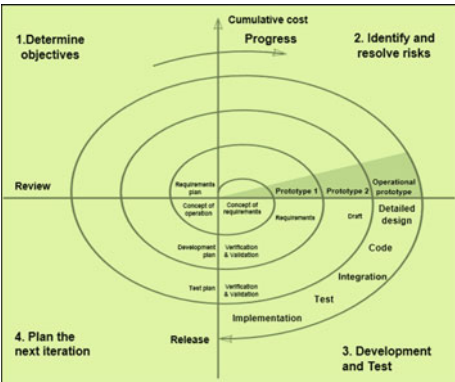 Cumulative cost
1.Determine
objectives
Progress
2. Identify and
resolve risks
Review
Requirements
plan
Prototype 1
Prototype 2
Operational
prototype
Concept of
operation
Concept of
requirements
Requirements
Draft
Detailed
design
Development
plan
Verification
& Validation
Code
Test plan
Verification
& Validation
Integration
Test
Implementation
Release
4. Plan the
next iteration
3. Development
and Test